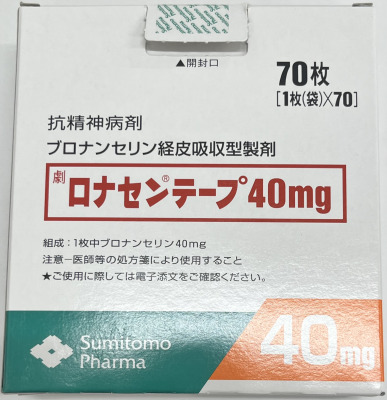 ▲開封口
70枚
[1枚(袋)×70]
抗精神病剤
ブロナンセリン経皮吸収型製剤
劇 ロナセン®テープ40mg
組成：1枚中ブロナンセリン40mg
注意－医師等の処方箋により使用すること
★ご使用に際しては電子添文をご確認ください。
Sumitomo
Pharma
40mg